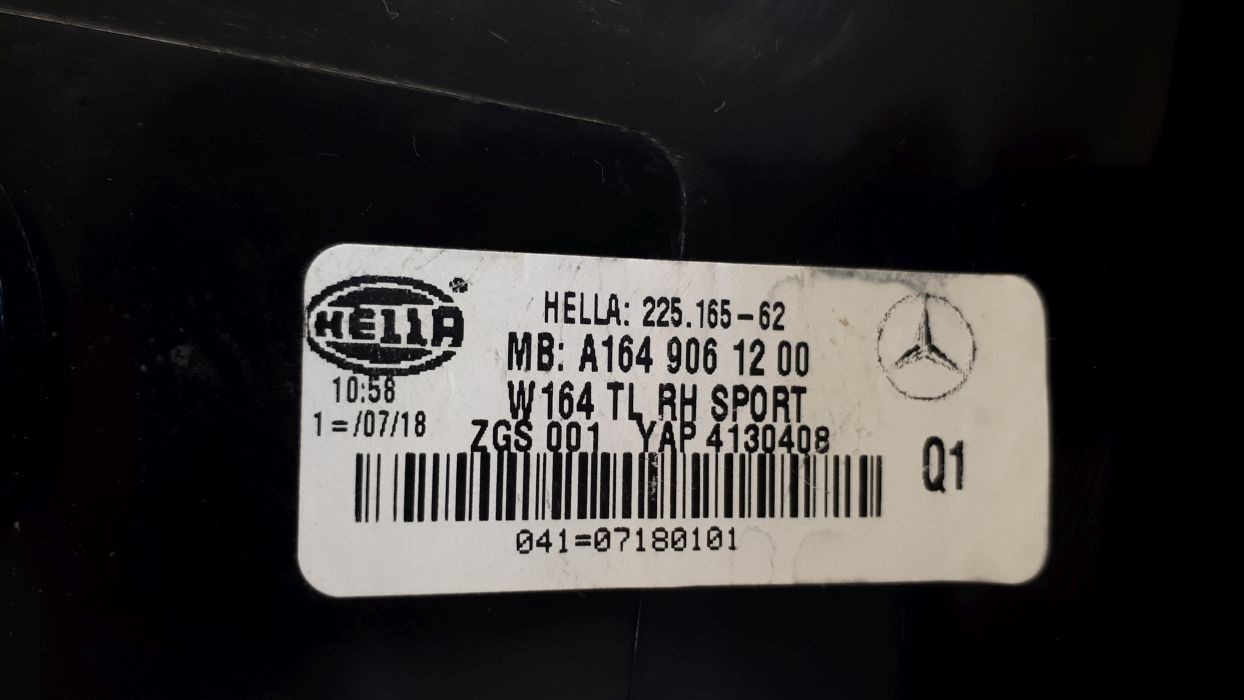 HELLA
HELLA: 225.165-62
MB: A164 906 12 00
10:58
W164 TL RH SPORT
1=/07/18
ZGS 001 YAP 4130408
Q1
041=07180101